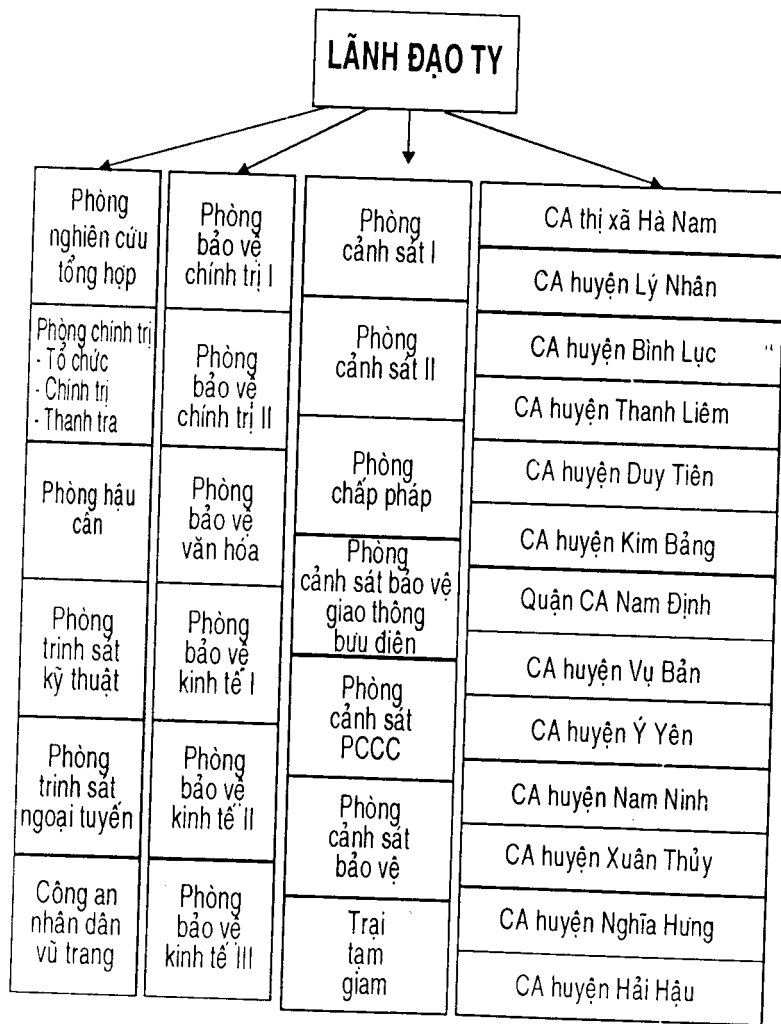 LÃNH ĐẠO TY
Phòng
nghiên cứu
tổng hợp
Phòng chính trị
- Tổ chức
- Chính trị
- Thanh tra
Phòng hậu
cần
Phòng
trinh sát
kỹ thuật
Phòng
trinh sát
ngoại tuyến
Công an
nhân dân
vũ trang
Phòng
bảo vệ
chính trị I
Phòng
bảo vệ
chính trị II
Phòng
bảo vệ
văn hóa
Phòng
bảo vệ
kinh tế I
Phòng
bảo vệ
kinh tế II
Phòng
bảo vệ
kinh tế III
Phòng
cảnh sát I
Phòng
cảnh sát II
Phòng
chấp pháp
Phòng
cảnh sát bảo vệ
giao thông
bưu điện
Phòng
cảnh sát
PCCC
Phòng
cảnh sát
bảo vệ
Trại
tạm
giam
CA thị xã Hà Nam
CA huyện Lý Nhân
CA huyện Bình Lục
CA huyện Thanh Liêm
CA huyện Duy Tiên
CA huyện Kim Bảng
Quận CA Nam Định
CA huyện Vụ Bản
CA huyện Ý Yên
CA huyện Nam Ninh
CA huyện Xuân Thủy
CA huyện Nghĩa Hưng
CA huyện Hải Hậu